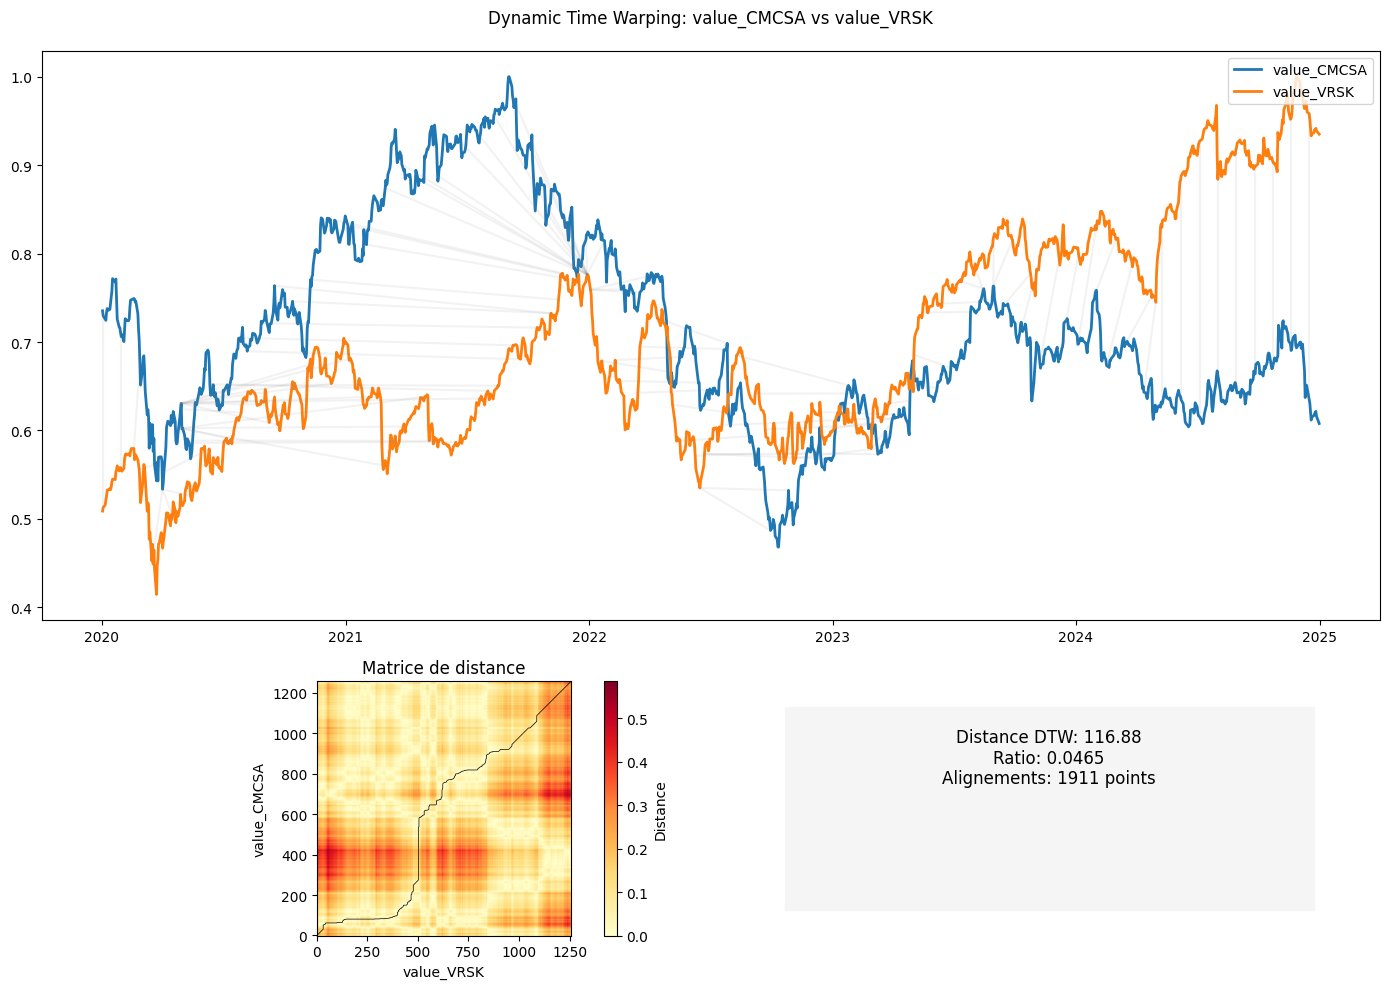 Dynamic Time Warping: value_CMCSA vs value_VRSK
value_CMCSA
value_VRSK
1.0
0.9
0.8
0.7
0.6
0.5
0.4
2020 2021 2022 2023 2024 2025
Matrice de distance
value_CMCSA
1200
1000
800
600
400
200
0
0 250 500 750 1000 1250
value_VRSK
0.5
0.4
0.3
0.2
0.1
0.0
Distance
Distance DTW: 116.88
Ratio: 0.0465
Alignements: 1911 points